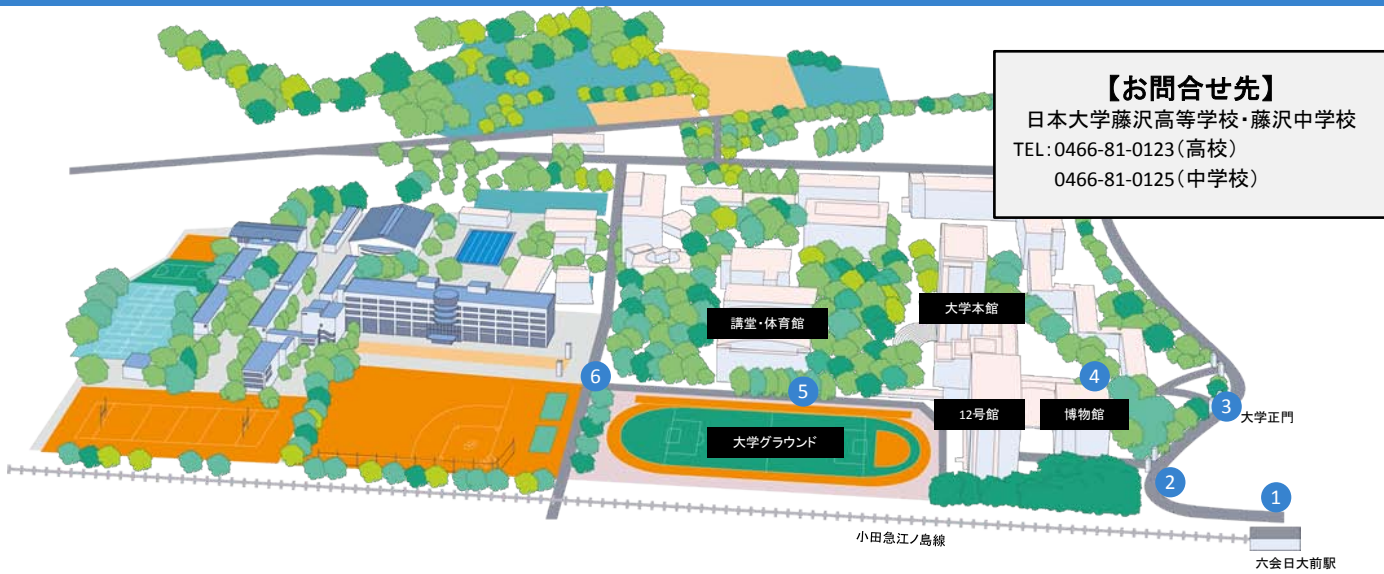 【お問合せ先】
日本大学藤沢高等学校・藤沢中学校
TEL:0466-81-0123(高校)
0466-81-0125(中学校)
大学本館
講堂・体育館
6
5
4
3
大学正門
12号館
博物館
大学グラウンド
2
1
小田急江ノ島線
六会日大前駅